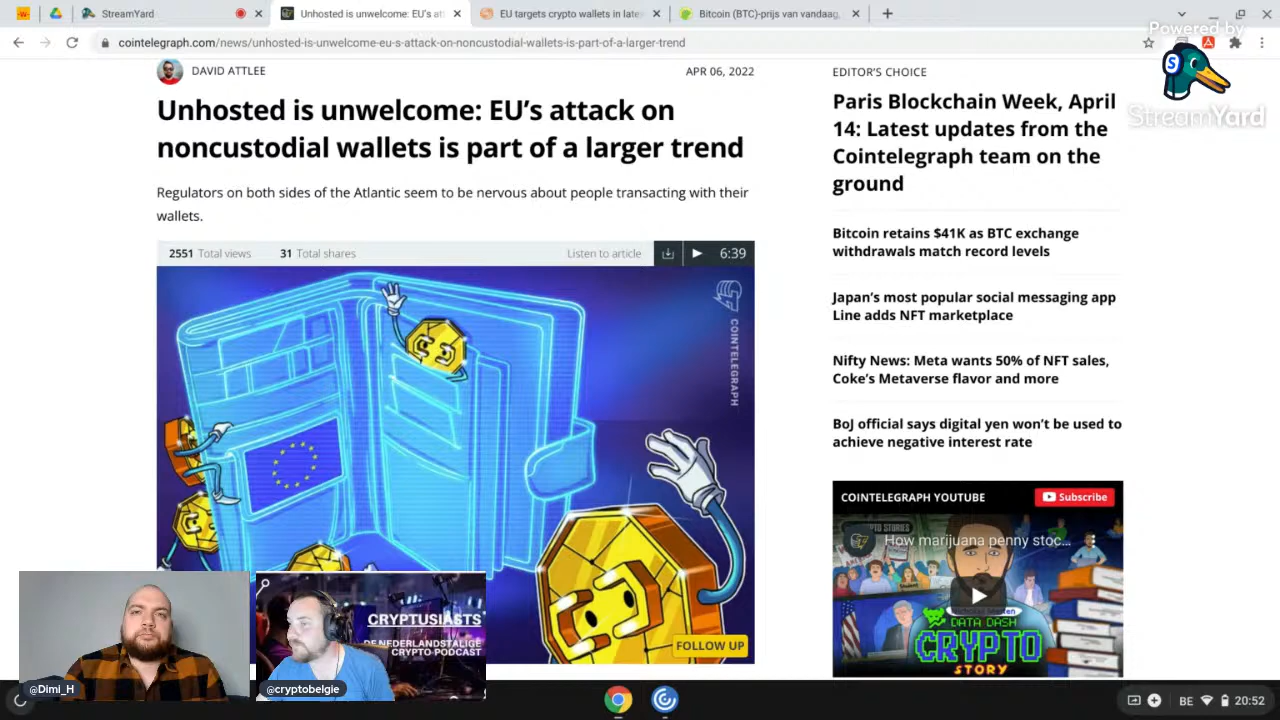 StreamYard
Unhosted is unwelcome: EU's at
EU targets crypto wallets in late
Bitcoin (BTC)-prijs van vandaag,
cointelegraph.com/news/unhosted-is-unwelcome-eu-s-attack-on-noncustodial-wallets-is-part-of-a-larger-trend
Powered by
StreamYard
DAVID ATTLEE
APR 06, 2022
Unhosted is unwelcome: EU’s attack on
noncustodial wallets is part of a larger trend
Regulators on both sides of the Atlantic seem to be nervous about people transacting with their
wallets.
2551 Total views
31 Total shares
Listen to article
6:39
COINTELEGRAPH
FOLLOW UP
EDITOR’S CHOICE
Paris Blockchain Week, April
14: Latest updates from the
Cointelegraph team on the
ground
Bitcoin retains $41K as BTC exchange
withdrawals match record levels
Japan’s most popular social messaging app
Line adds NFT marketplace
Nifty News: Meta wants 50% of NFT sales,
Coke’s Metaverse flavor and more
BoJ official says digital yen won’t be used to
achieve negative interest rate
COINTELEGRAPH YOUTUBE
Subscribe
How marijuana penny stoc...
DATA DASH
CRYPTO
STORY
CRYPTUSIASTS
DE NEDERLANDSTALIGE
CRYPTO PODCAST
@Dimi_H
@cryptobelgie
BE
20:52